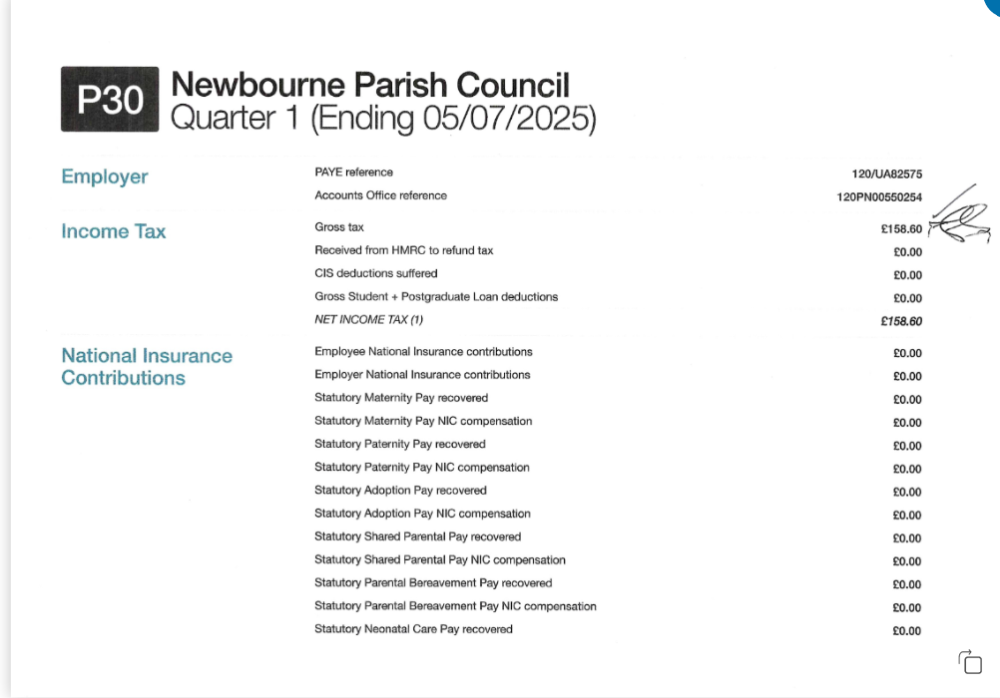 P30
Newbourne Parish Council
Quarter 1 (Ending 05/07/2025)
Employer
PAYE reference 120/UA82575
Accounts Office reference 120PN00550254
Income Tax
Gross tax £158.60
Received from HMRC to refund tax £0.00
CIS deductions suffered £0.00
Gross Student + Postgraduate Loan deductions £0.00
NET INCOME TAX (1) £158.60
National Insurance
Contributions
Employee National Insurance contributions £0.00
Employer National Insurance contributions £0.00
Statutory Maternity Pay recovered £0.00
Statutory Maternity Pay NIC compensation £0.00
Statutory Paternity Pay recovered £0.00
Statutory Paternity Pay NIC compensation £0.00
Statutory Adoption Pay recovered £0.00
Statutory Adoption Pay NIC compensation £0.00
Statutory Shared Parental Pay recovered £0.00
Statutory Shared Parental Pay NIC compensation £0.00
Statutory Parental Bereavement Pay recovered £0.00
Statutory Parental Bereavement Pay NIC compensation £0.00
Statutory Neonatal Care Pay recovered £0.00